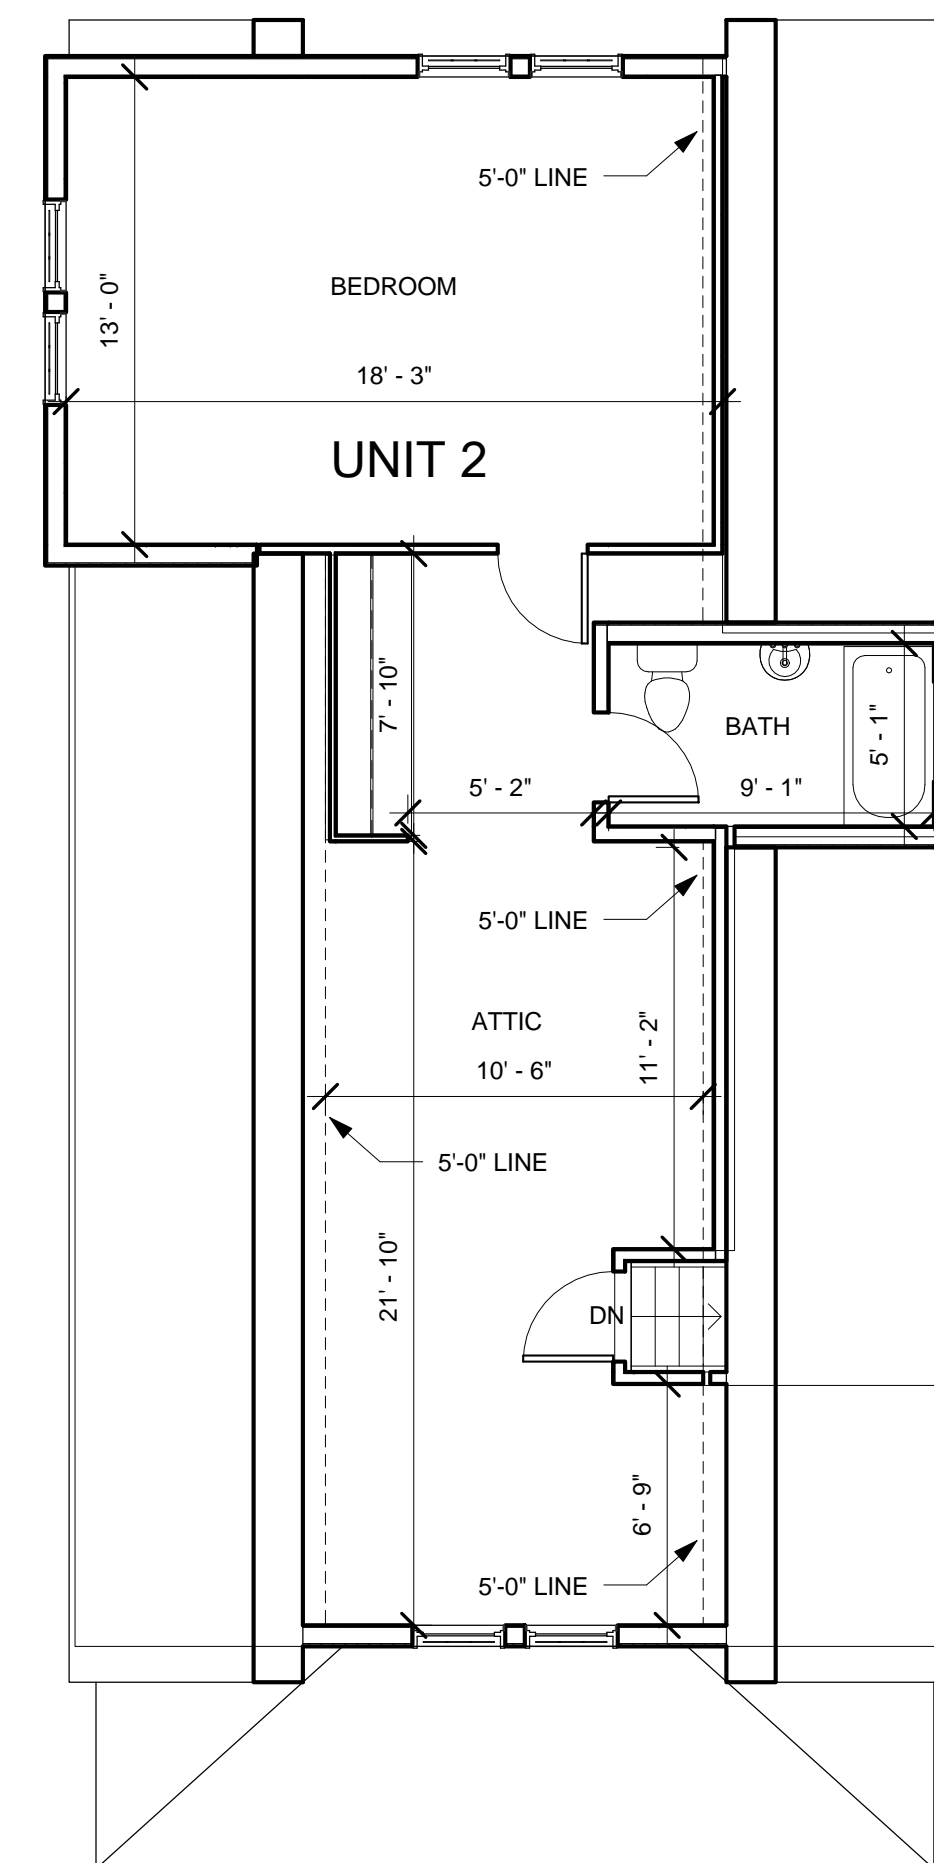 5'-0" LINE
BEDROOM
13' - 0"
18' - 3"
UNIT 2
7' - 10"
BATH
5' - 1"
5' - 2"
9' - 1"
5'-0" LINE
ATTIC
11' - 2"
10' - 6"
5'-0" LINE
21' - 10"
DN
6' - 9"
5'-0" LINE